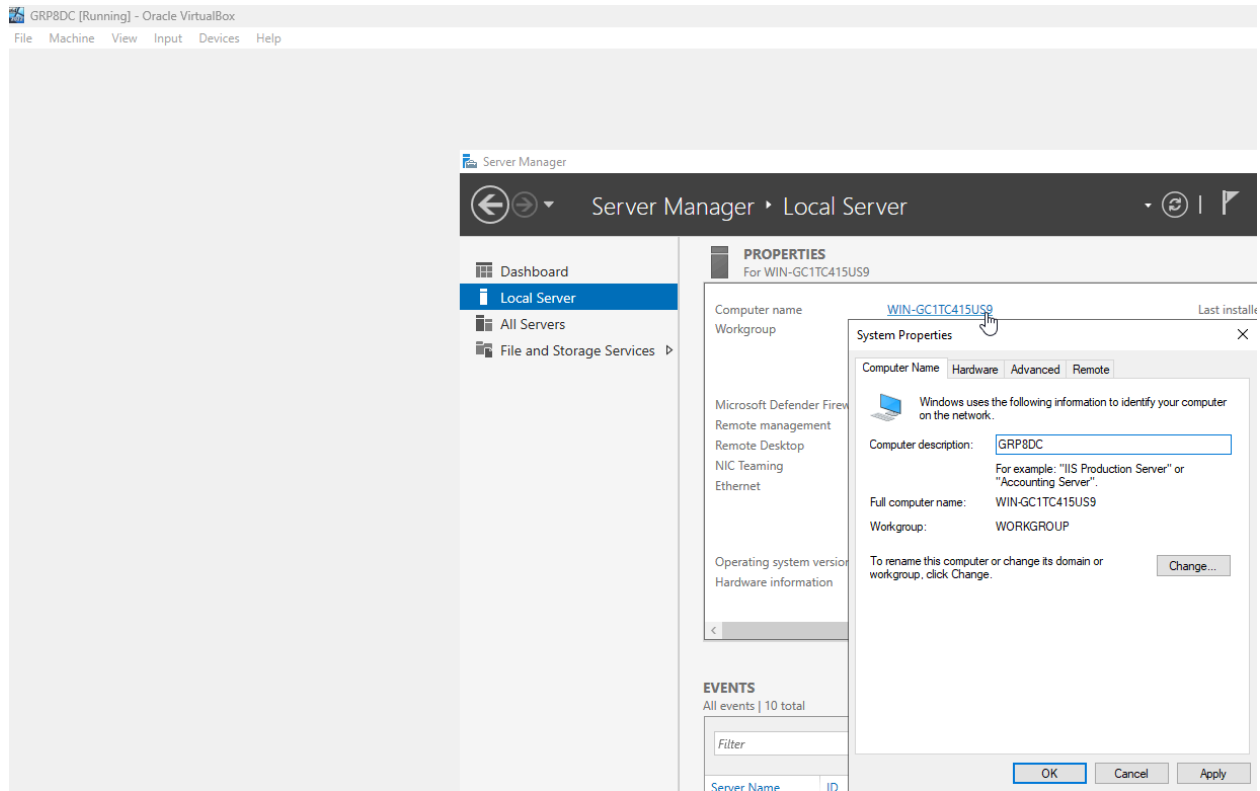 GRP8DC [Running] - Oracle VirtualBox
File Machine View Input Devices Help
Server Manager
Server Manager ‣ Local Server
Dashboard
Local Server
All Servers
File and Storage Services
PROPERTIES
For WIN-GC1TC415US9
Computer name WIN-GC1TC415US9 Last installe
Workgroup
Microsoft Defender Firew
Remote management
Remote Desktop
NIC Teaming
Ethernet
Operating system version
Hardware information
EVENTS
All events | 10 total
Filter
Server Name ID
System Properties
Computer Name Hardware Advanced Remote
Windows uses the following information to identify your computer
on the network.
Computer description: GRP8DC
For example: "IIS Production Server" or
"Accounting Server".
Full computer name: WIN-GC1TC415US9
Workgroup: WORKGROUP
To rename this computer or change its domain or
workgroup, click Change.
Change...
OK Cancel Apply